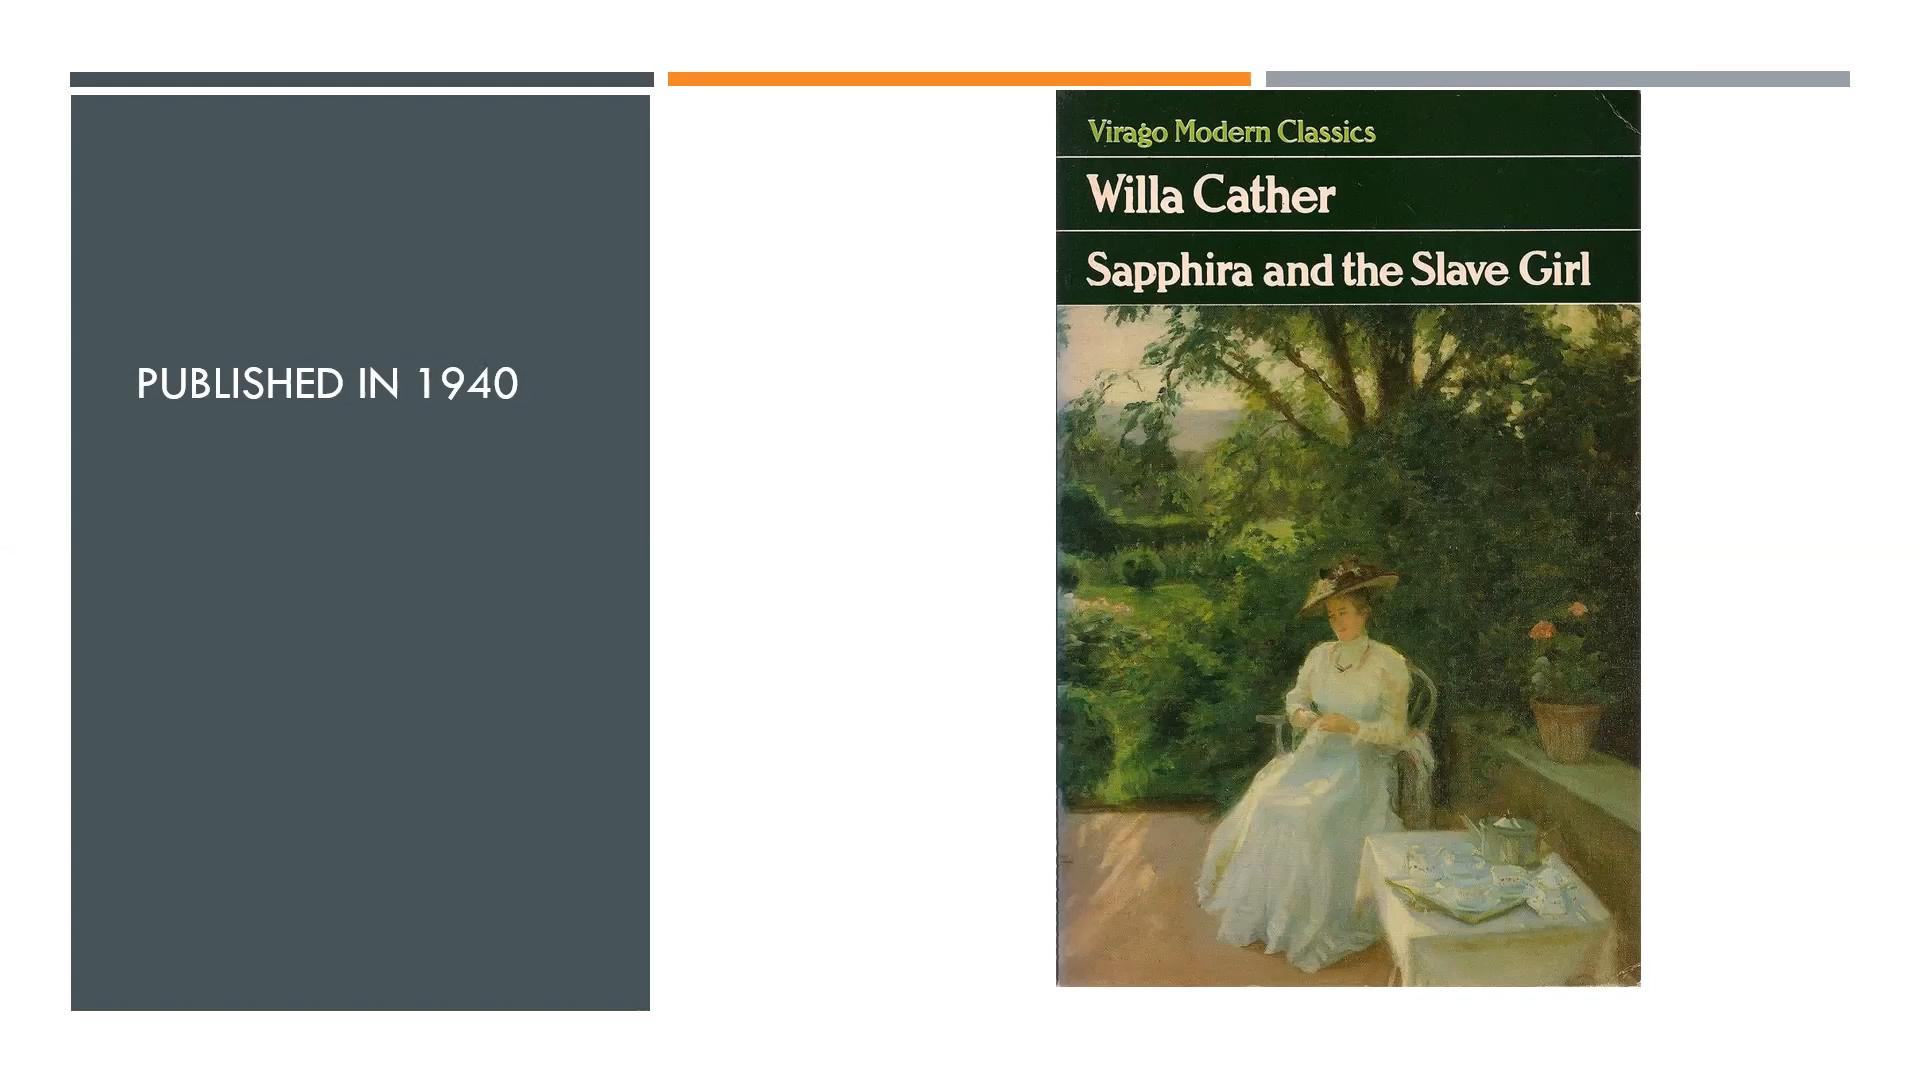 PUBLISHED IN 1940
Virago Modern Classics
Willa Cather
Sapphira and the Slave Girl